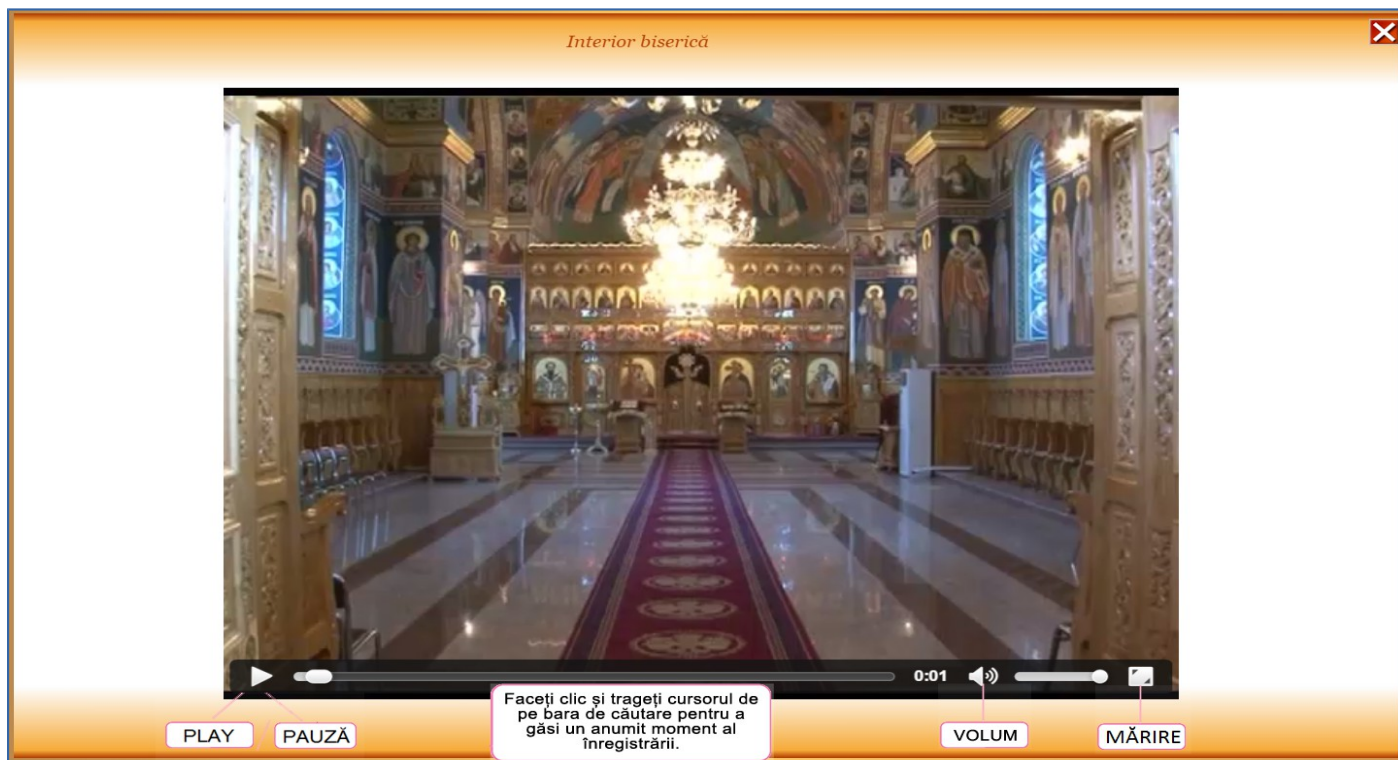 Interior biserică
0:01
PLAY
PAUZĂ
Faceți clic și trageți cursorul de
pe bara de căutare pentru a
găsi un anumit moment al
înregistrării.
VOLUM
MĂRIRE